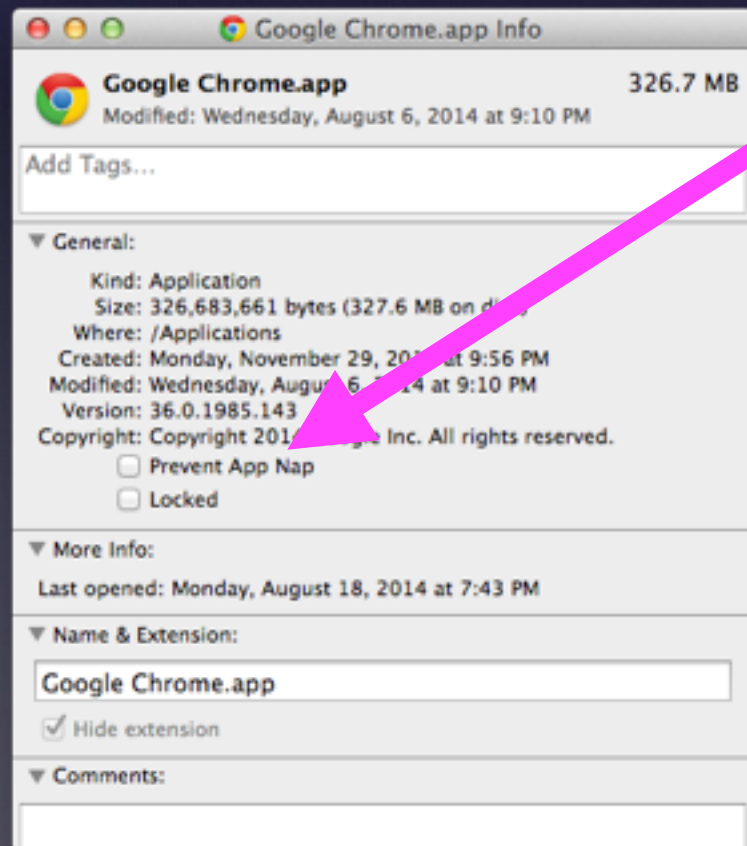 Google Chrome.app Info
Google Chrome.app 326.7 MB
Modified: Wednesday, August 6, 2014 at 9:10 PM
Add Tags...
General:
Kind: Application
Size: 326,683,661 bytes (327.6 MB on
Where: /Applications
Created: Monday, November 29, at 9:56 PM
Modified: Wednesday, 6, at 9:10 PM
Version: 36.0.1985.143
Copyright: Copyright Inc. All rights reserved.
Prevent App Nap
Locked
More Info:
Last opened: Monday, August 18, 2014 at 7:43 PM
Name & Extension:
Google Chrome.app
Hide extension
Comments: